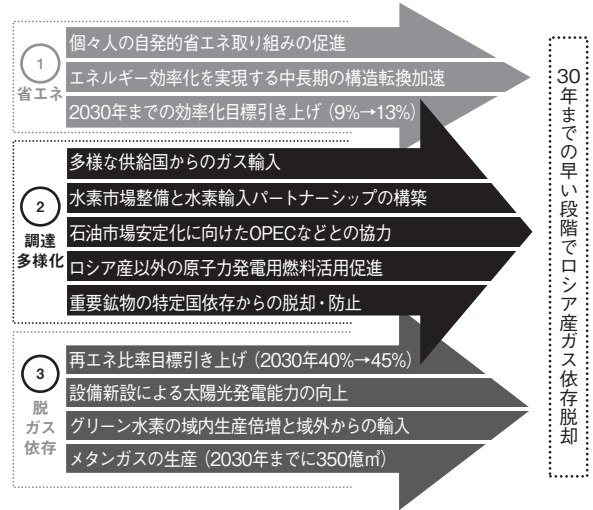 1
省エネ
個々人の自発的省エネ取り組みの促進
エネルギー効率化を実現する中長期の構造転換加速
2030年までの効率化目標引き上げ（9%→13%）
2
調達
多様化
多様な供給国からのガス輸入
水素市場整備と水素輸入パートナーシップの構築
石油市場安定化に向けたOPECなどとの協力
ロシア産以外の原子力発電用燃料活用促進
重要鉱物の特定国依存からの脱却・防止
3
脱
ガス
依存
再エネ比率目標引き上げ（2030年40%→45%）
設備新設による太陽光発電能力の向上
グリーン水素の域内生産倍増と域外からの輸入
メタンガスの生産（2030年までに350億㎥）
30年までの早い段階でロシア産ガス依存脱却